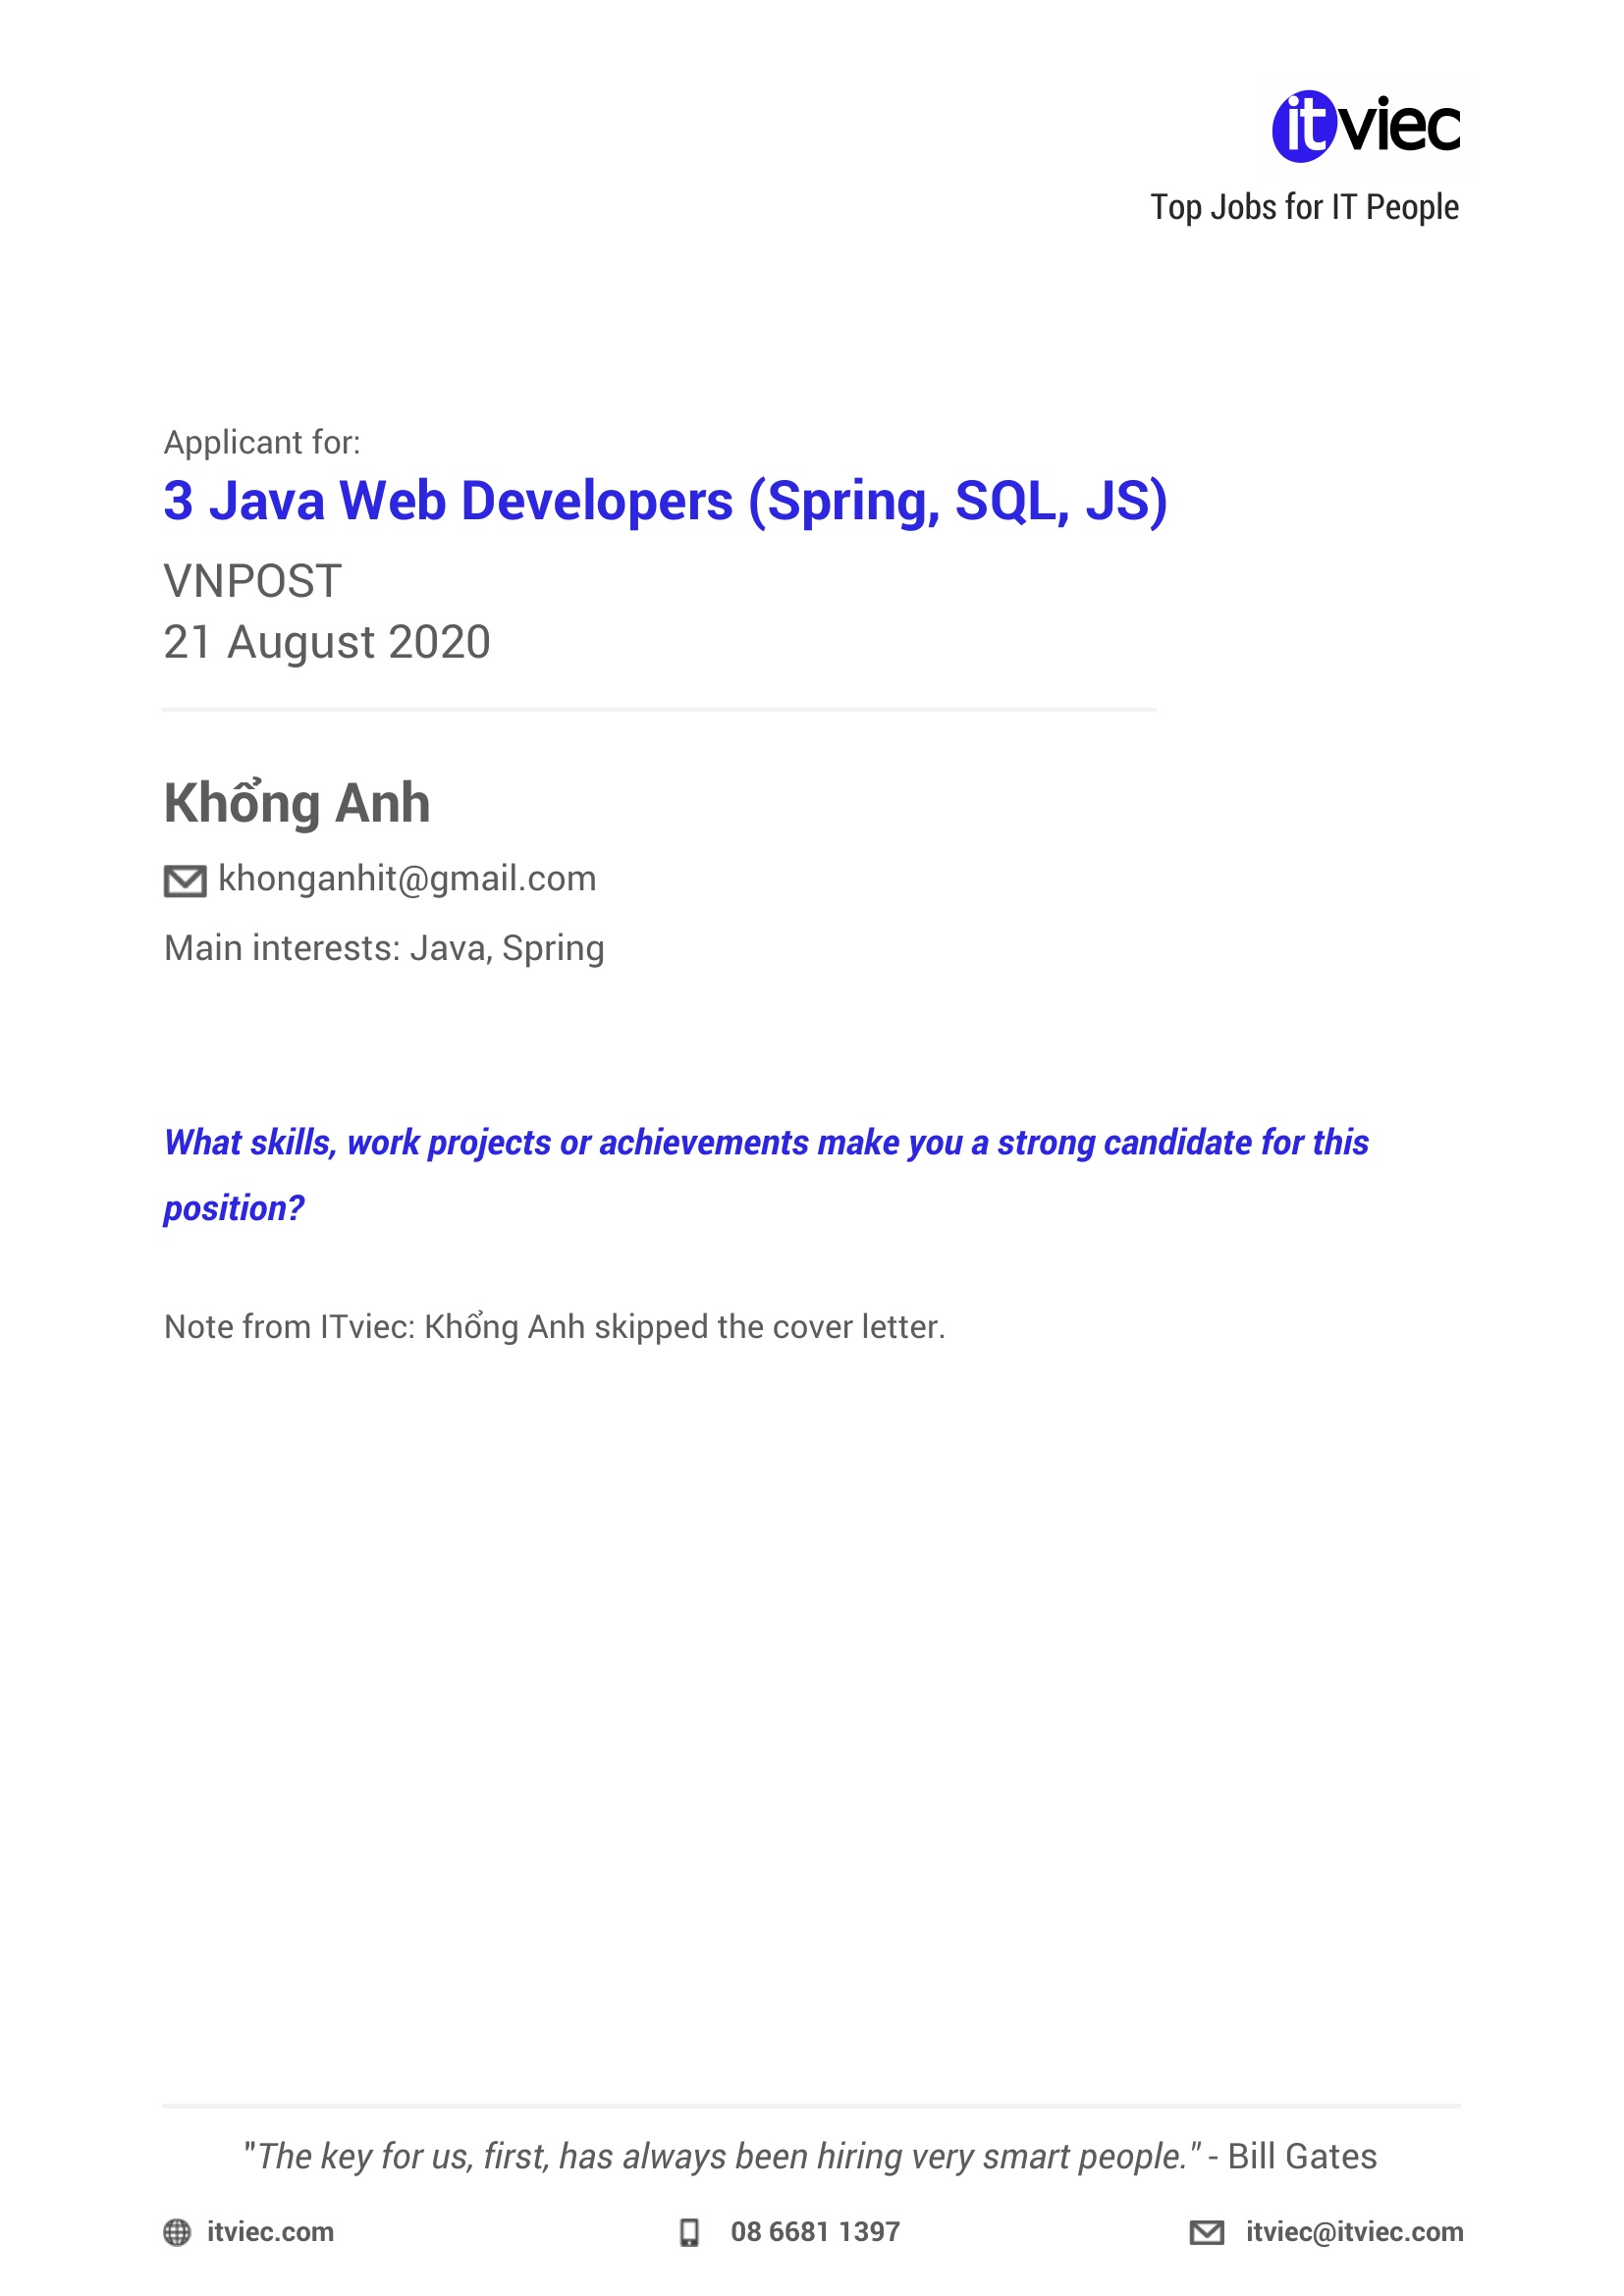 itviec
Top Jobs for IT People
Applicant for:
3 Java Web Developers (Spring, SQL, JS)
VNPOST
21 August 2020
Khổng Anh
khonganhit@gmail.com
Main interests: Java, Spring
What skills, work projects or achievements make you a strong candidate for this
position?
Note from ITviec: Khổng Anh skipped the cover letter.
"The key for us, first, has always been hiring very smart people." - Bill Gates
itviec.com 08 6681 1397 itviec@itviec.com